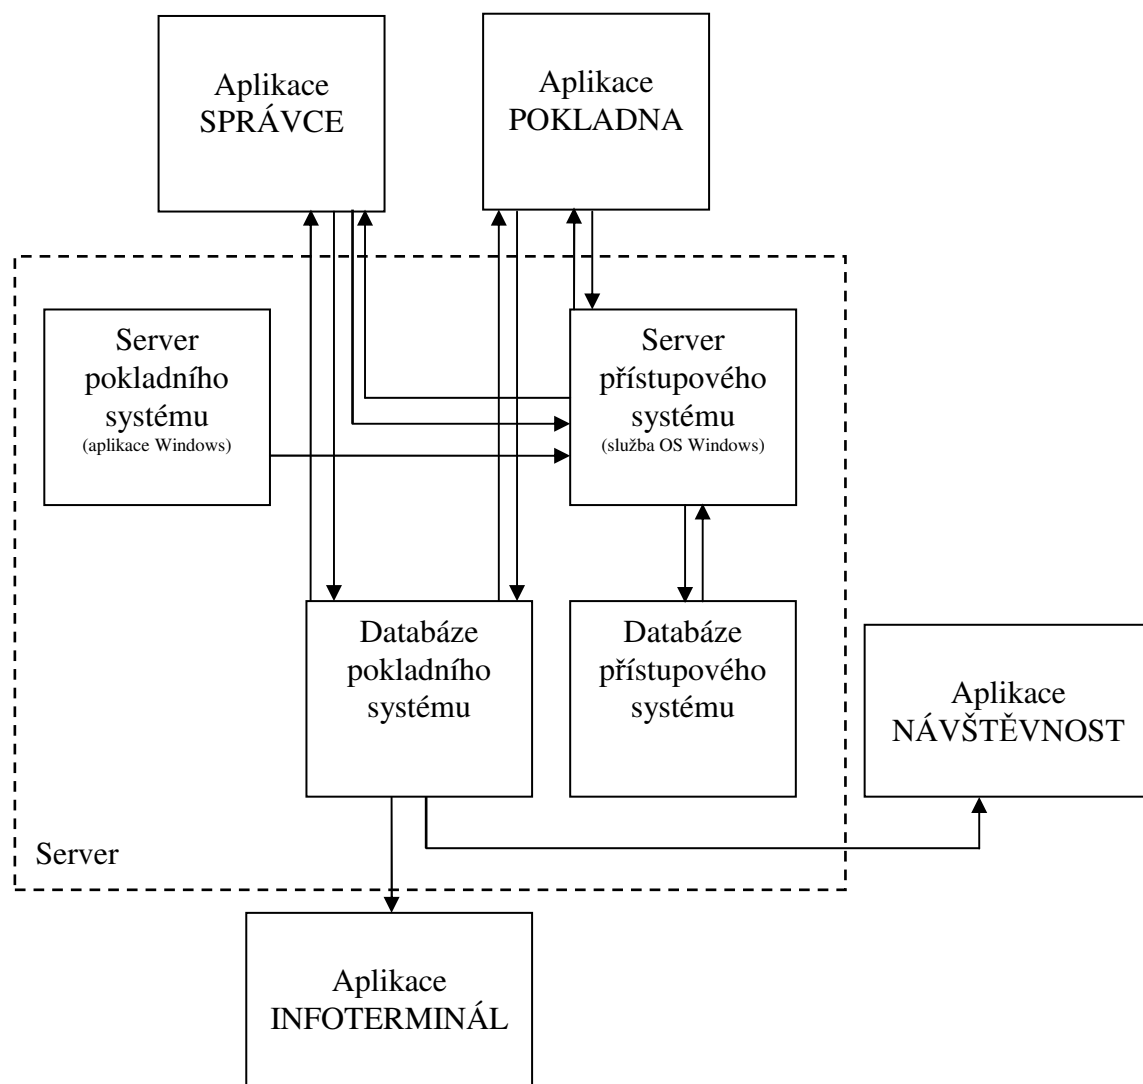 Aplikace
SPRÁVCE
Aplikace
POKLADNA
Server
pokladního
systému
(aplikace Windows)
Server
přístupového
systému
(služba OS Windows)
Databáze
pokladního
systému
Databáze
přístupového
systému
Aplikace
NÁVŠTĚVNOST
Server
Aplikace
INFOTERMINÁL